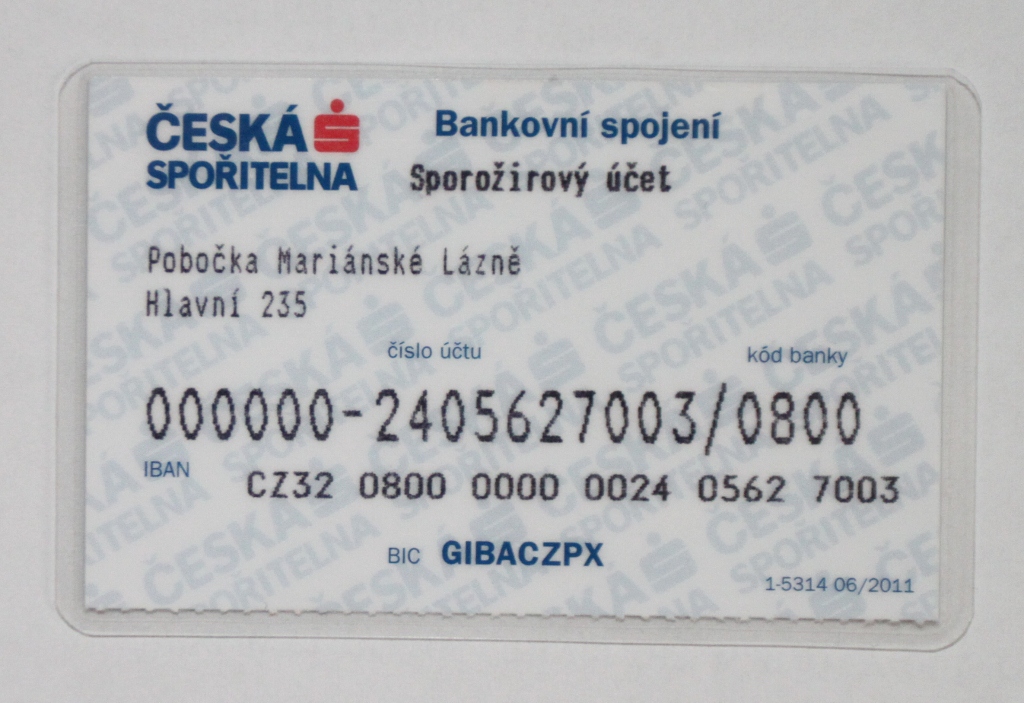 ČESKÁ
SPOŘITELNA
Bankovní spojení
Sporožirový účet
Pobočka Mariánské Lázně
Hlavní 235
číslo účtu
kód banky
000000-2405627003/0800
IBAN
CZ32 0800 0000 0024 0562 7003
BIC GIBACZPX
1-5314 06/2011